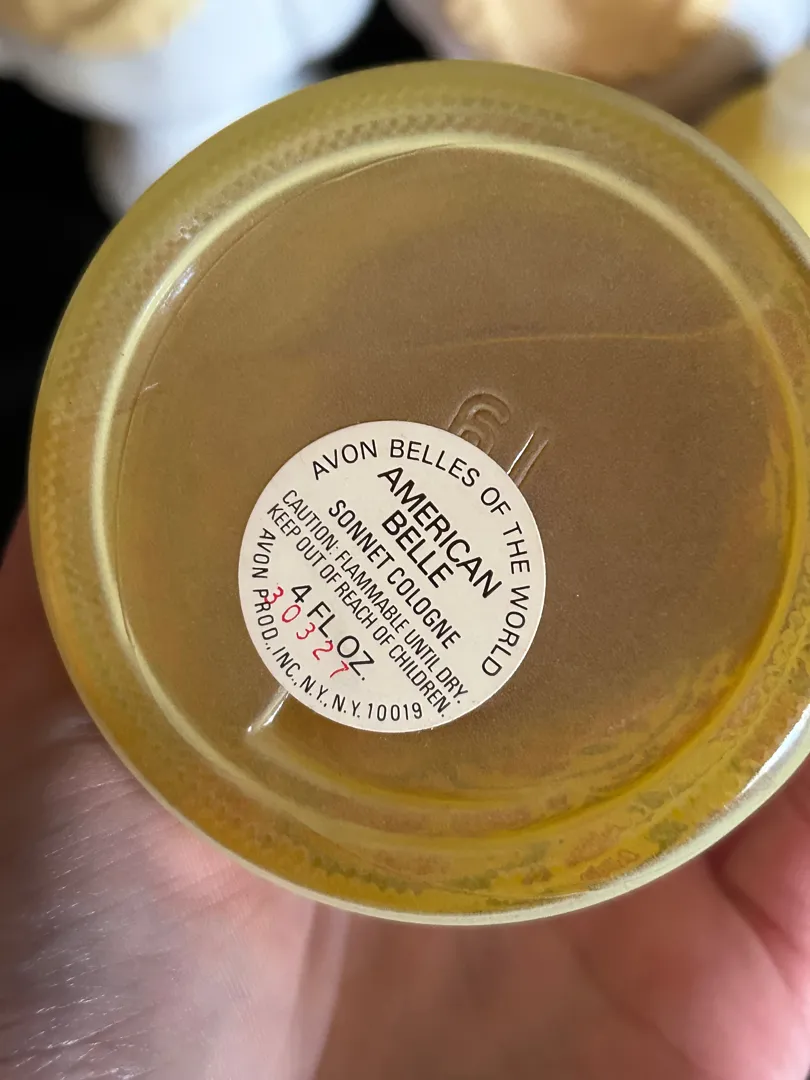 AVON BELLES OF THE WORLD
AMERICAN
BELLE
SONNET COLOGNE
CAUTION: FLAMMABLE UNTIL DRY.
KEEP OUT OF REACH OF CHILDREN.
4 FL. OZ.
30327
AVON PROD., INC., N.Y., N.Y. 10019
19